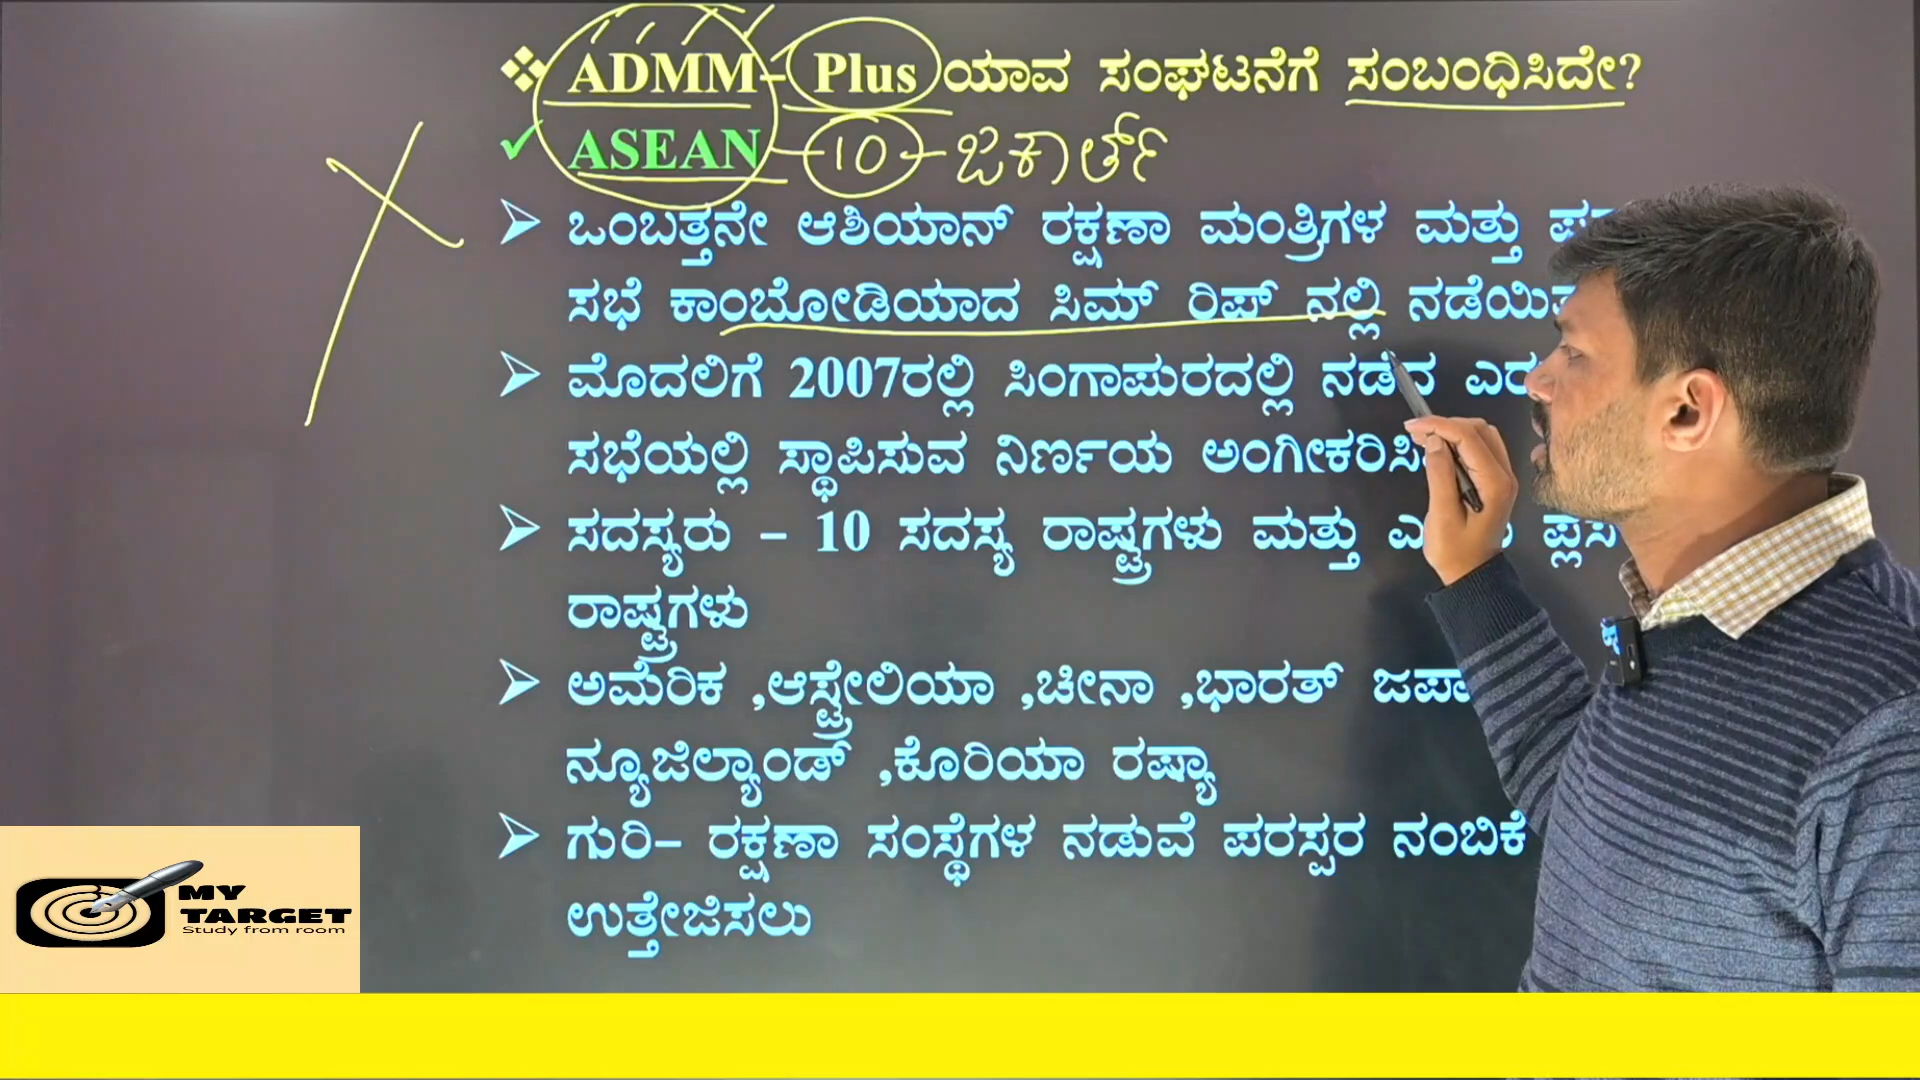 ❖ ADMM - Plus ಯಾವ ಸಂಘಟನೆಗೆ ಸಂಬಂಧಿಸಿದೇ?
✓ ASEAN - 10 - ಜಕಾರ್ತ್
➢ ಒಂಬತ್ತನೇ ಆಶಿಯಾನ್ ರಕ್ಷಣಾ ಮಂತ್ರಿಗಳ ಮತ್ತು
ಸಭೆ ಕಾಂಬೋಡಿಯಾದ ಸಿಮ್ ರಿಷ್ ನಲ್ಲಿ
➢ ಮೊದಲಿಗೆ 2007ರಲ್ಲಿ ಸಿಂಗಾಪುರದಲ್ಲಿ ನಡೆದ
ಸಭೆಯಲ್ಲಿ ಸ್ಥಾಪಿಸುವ ನಿರ್ಣಯ
➢ ಸದಸ್ಯರು – 10 ಸದಸ್ಯ ರಾಷ್ಟ್ರಗಳು ಮತ್ತು
ರಾಷ್ಟ್ರಗಳು
➢ ಅಮೆರಿಕ ,ಆಸ್ಟ್ರೇಲಿಯಾ ,ಚೀನಾ ,ಭಾರತ್
ನ್ಯೂಜಿಲ್ಯಾಂಡ್ ,ಕೊರಿಯಾ ರಷ್ಯಾ
➢ ಗುರಿ– ರಕ್ಷಣಾ ಸಂಸ್ಥೆಗಳ ನಡುವೆ ಪರಸ್ಪರ ನಂಬಿಕೆ
ಉತ್ತೇಜಿಸಲು
MY
TARGET
Study from room